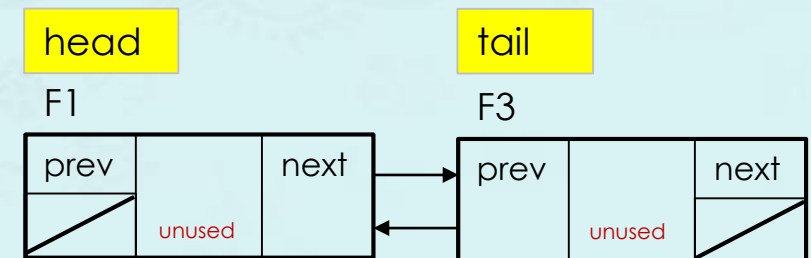 head
tail
F1
F3
prev
next
prev
next
unused
unused